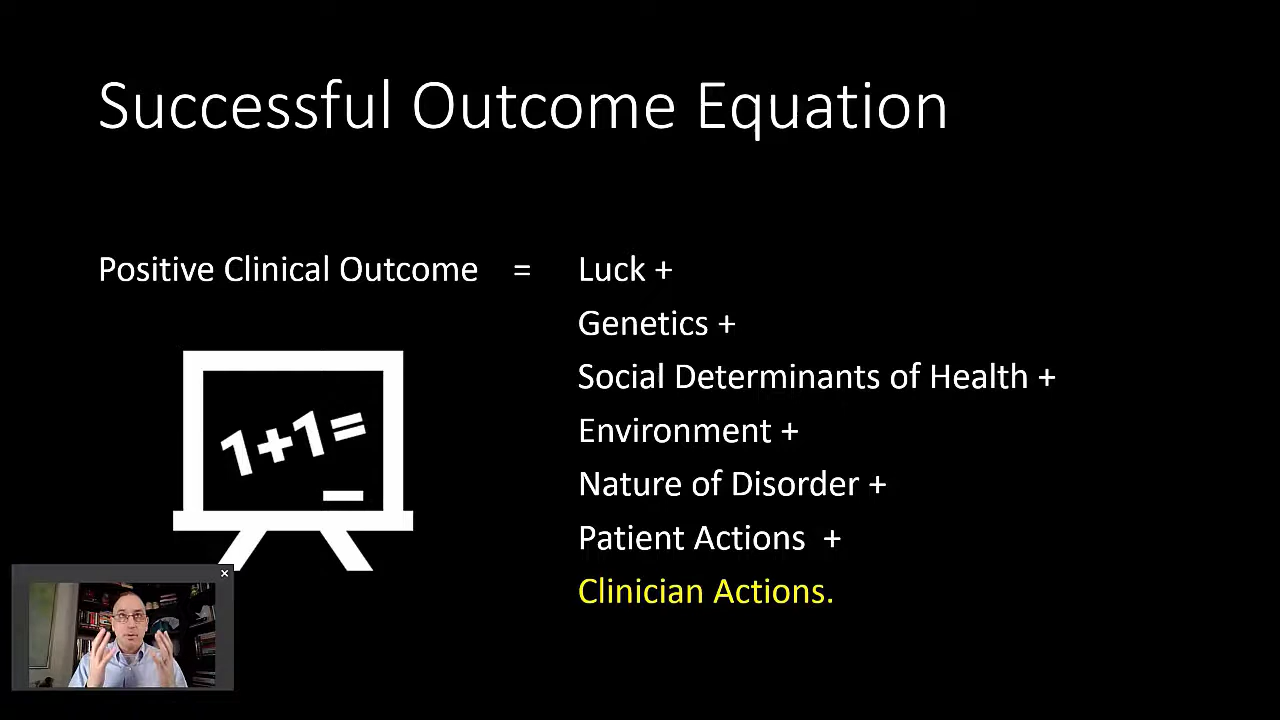 Successful Outcome Equation
Positive Clinical Outcome = Luck +
Genetics +
Social Determinants of Health +
Environment +
Nature of Disorder +
Patient Actions +
Clinician Actions.
1+1=